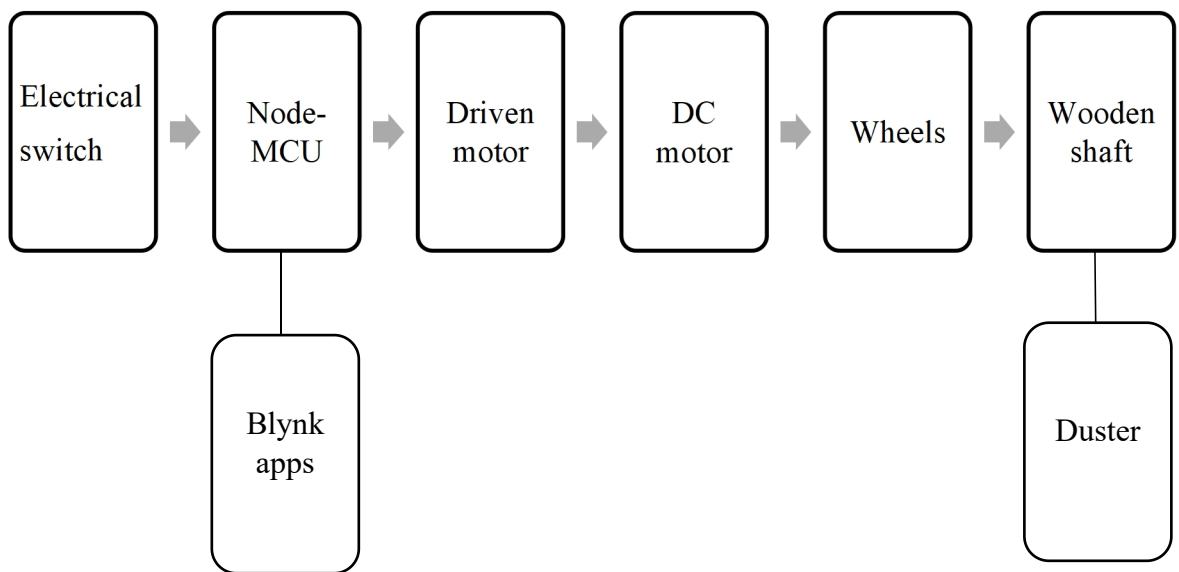 Electrical
switch
Node-
MCU
Driven
motor
DC
motor
Wheels
Wooden
shaft
Blynk
apps
Duster